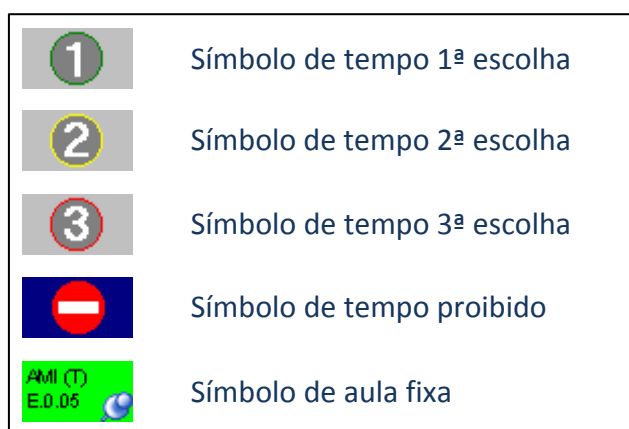 1 Símbolo de tempo 1ª escolha
2 Símbolo de tempo 2ª escolha
3 Símbolo de tempo 3ª escolha
Símbolo de tempo proibido
AMI (T)
E.0.05
Símbolo de aula fixa